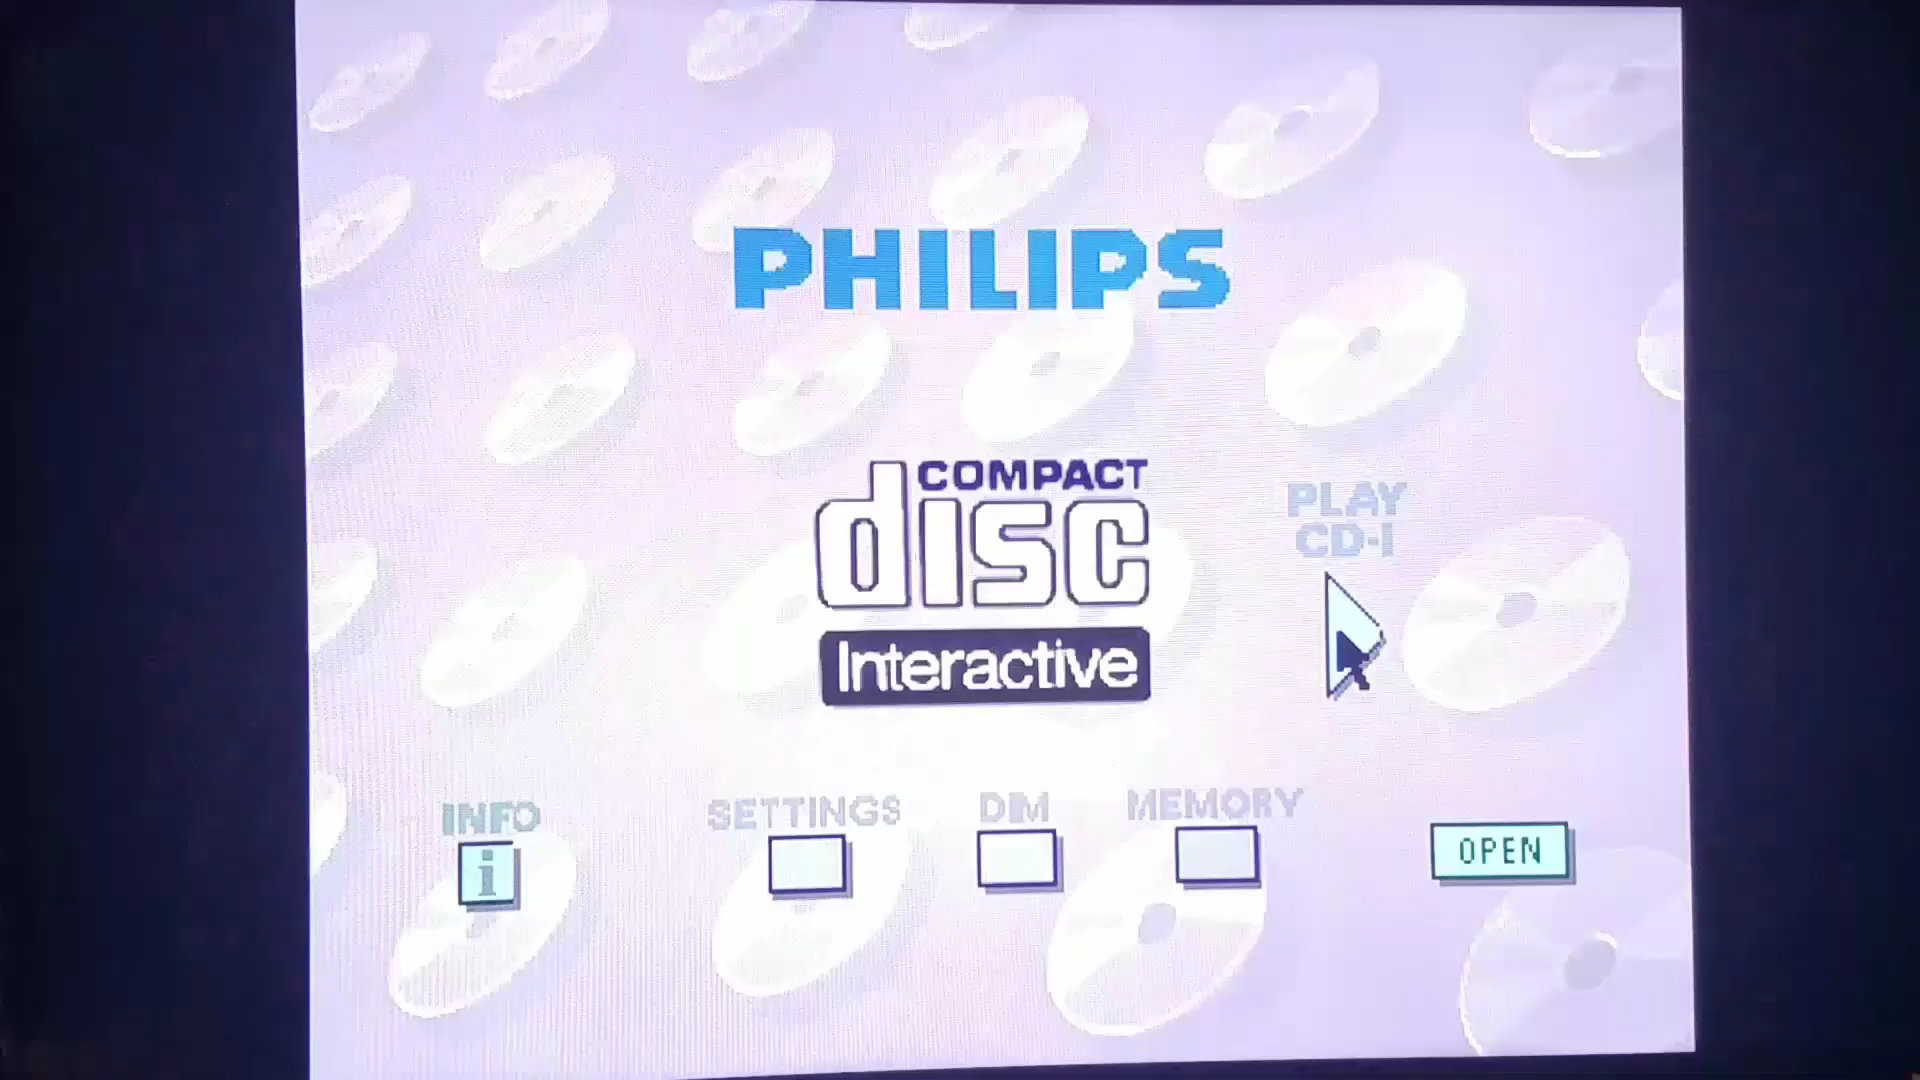 PHILIPS
COMPACT
disc
Interactive
PLAY
CD-i
INFO
i
SETTINGS
DIM
MEMORY
OPEN